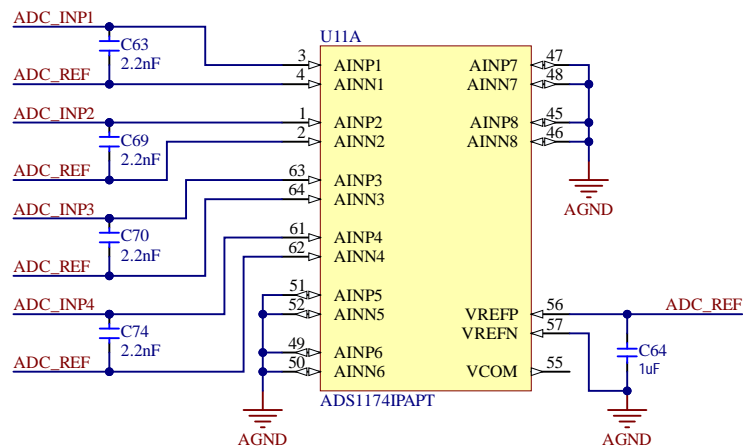 ADC_INP1
C63
2.2nF
ADC_REF
ADC_INP2
C69
2.2nF
ADC_REF
ADC_INP3
C70
2.2nF
ADC_REF
ADC_INP4
C74
2.2nF
ADC_REF
U11A
3 AINP1
4 AINN1
1 AINP2
2 AINN2
63 AINP3
64 AINN3
61 AINP4
62 AINN4
51 AINP5
52 AINN5
49 AINP6
50 AINN6
AINP7 47
AINN7 48
AINP8 45
AINN8 46
VREFP 56
VREFN 57
VCOM 55
ADS1174IPAPT
AGND
AGND
ADC_REF
C64
1uF
AGND